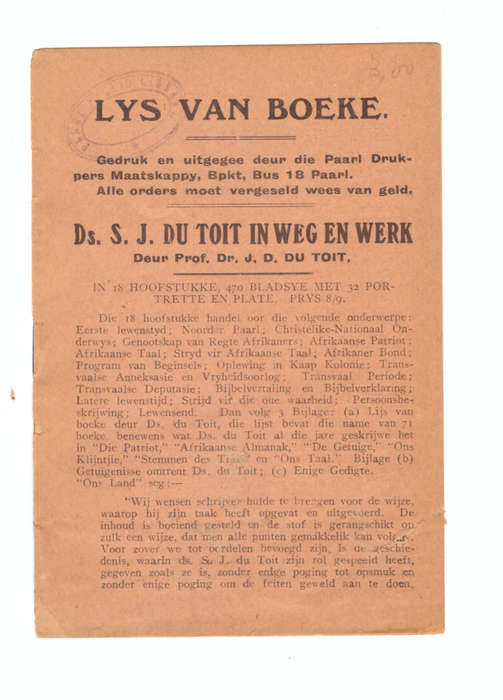 LYS VAN BOEKE.
Gedruk en uitgegee deur die Paarl Druk-
pers Maatskappy, Bpkt, Bus 18 Paarl.
Alle orders moet vergeseld wees van geld.
Ds. S. J. DU TOIT IN WEG EN WERK
Deur Prof. Dr. J. D. DU TOIT.
IN 18 HOOFSTUKKE, 470 BLADSYE MET 32 POR-
TRETTE EN PLATE. PRYS 8/9.
Die 18 hoofstukke handel oor die volgende onderwerpe:
Eerste lewenstyd; Noorder Paarl; Christelike-Nationaal On-
derwys; Genootskap van Regte Afrikaners; Afrikaanse Patriot;
Afrikaanse Taal; Stryd vir Afrikaanse Taal; Afrikaner Bond;
Program van Beginsels; Oplewing in Kaap Kolonie; Trans-
vaalse Anneksasie en Vryheidsoorlog; Transvaal Periode;
Transvaalse Deputasie; Bijbelvertaling en Bijbelverklaring;
Latere lewenstijd; Strijd vir die oue waarheid; Persoonsbe-
skrijwing; Lewensend. Dan volg 3 Bijlage: (a) Lijs van
boeke deur Ds. du Toit, die lijst bevat die name van 71
boeke, benewens wat Ds. du Toit al die jare geskrijwe het
in "Die Patriot," "Afrikaanse Almanak," "De Getuige," "Ons
Klijntjie," "Stemmen des Tijds" en "Ons Taal." Bijlage (b)
Getuigenisse omtrent Ds. du Toit; (c) Enige Gedigte.
"Ons Land" seg:—
"Wij wensen schrijver hulde te brengen voor de wijze,
waarop hij zijn taak heeft opgevat en uitgevoerd. De
inhoud is boeiend gesteld en de stof is gerangschikt op
zulk een wijze, dat men alle punten gemakkelik kan volgen.
Voor zover we tot oordelen bevoegd zijn, is de geschie-
denis, waarin ds. S. J. du Toit zijn rol gespeeld heeft,
gegeven zoals ze is, zonder enige poging tot opsmuk en
zonder enige poging om de feiten geweld aan te doen.